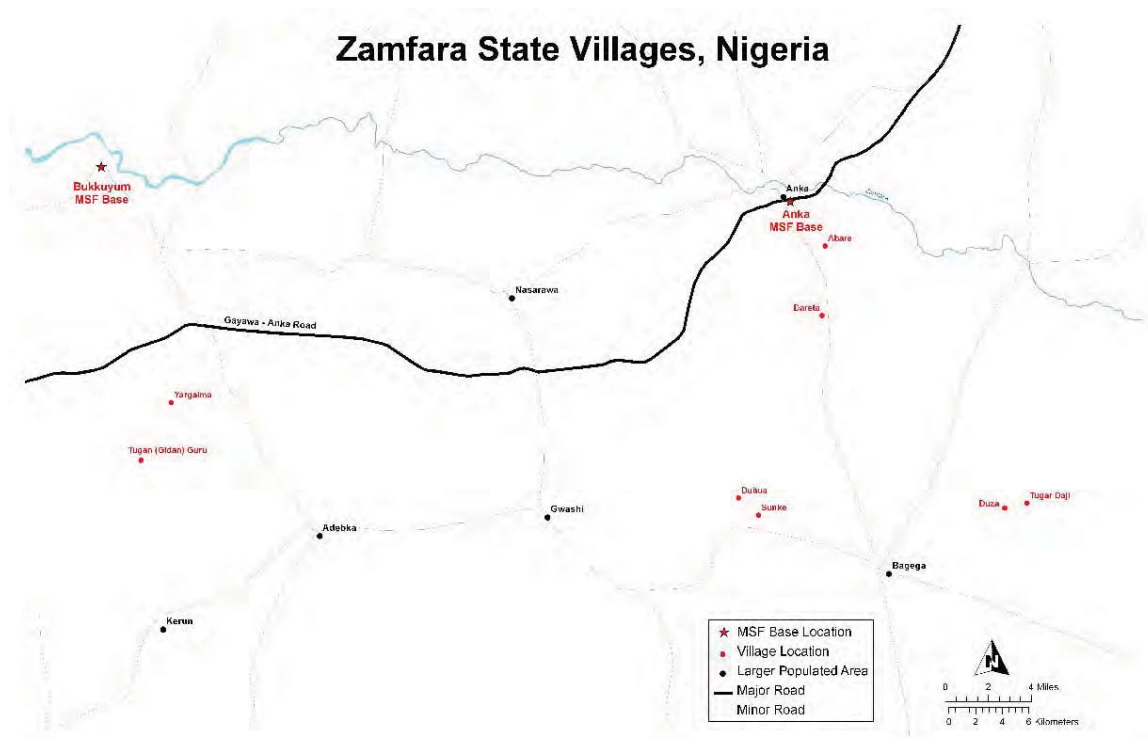 Zamfara State Villages, Nigeria
Bukkuyum
MSF Base
Anka
Anka
MSF Base
Abare
Nasarawa
Dareta
Gayawa - Anka Road
Yargalma
Tugan (Gidan) Guru
Duhua
Sunke
Tugar Daji
Duza
Gwashi
Adebka
Bagega
Kerun
MSF Base Location
Village Location
Larger Populated Area
Major Road
Minor Road
N
0 2 4 Miles
0 2 4 6 Kilometers